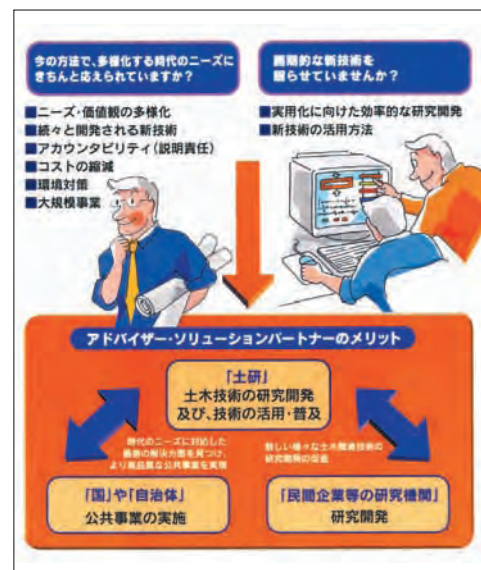 今の方法で、多様化する時代のニーズに
きちんと応えられていますか？
画期的な新技術を
眠らせていませんか？
■ニーズ・価値観の多様化
■続々と開発される新技術
■アカウンタビリティ（説明責任）
■コストの縮減
■環境対策
■大規模事業
■実用化に向けた効率的な研究開発
■新技術の活用方法
アドバイザー・ソリューションパートナーのメリット
「土研」
土木技術の研究開発
及び、技術の活用・普及
時代のニーズに対応した
最善の解決方策を見つけ、
より高品質な公共事業を実現
新しい様々な土木関連技術の
研究開発の促進
「国」や「自治体」
公共事業の実施
「民間企業等の研究機関」
研究開発